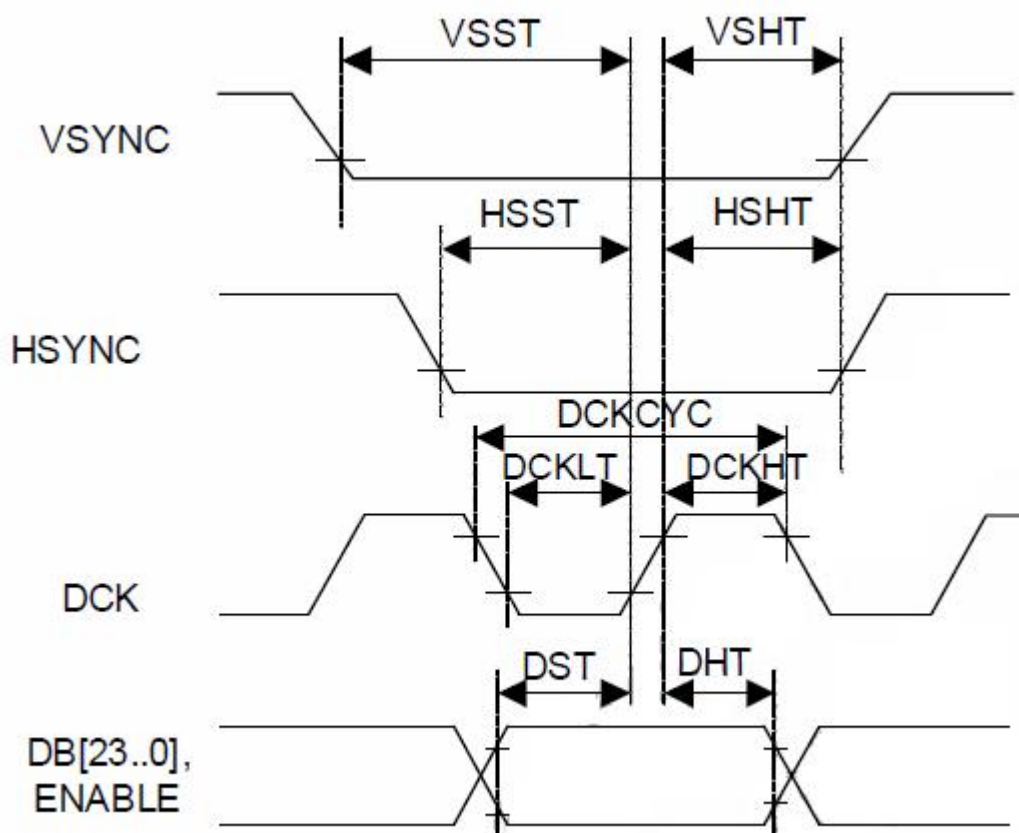 VSST VSHT
VSYNC
HSST HSHT
HSYNC
DCKCYC
DCKLT DCKHT
DCK
DST DHT
DB[23..0],
ENABLE